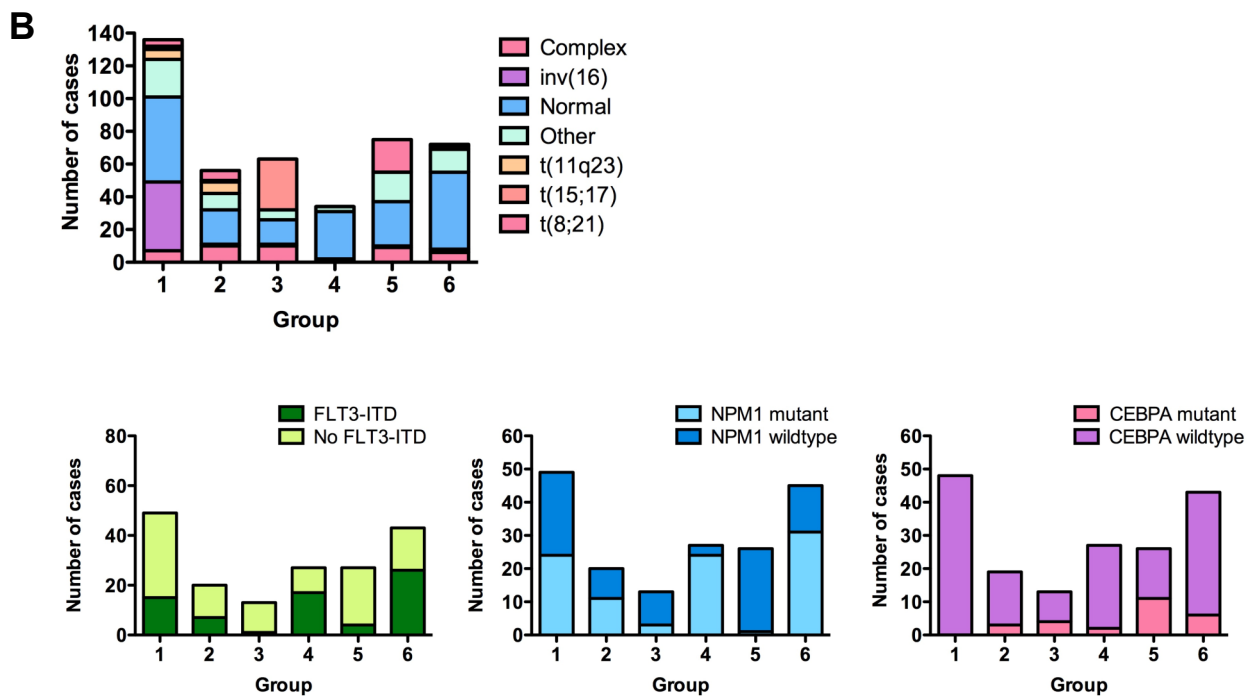 B
Number of cases
140
120
100
80
60
40
20
0
1 2 3 4 5 6
Group
Complex
inv(16)
Normal
Other
t(11q23)
t(15;17)
t(8;21)
FLT3-ITD
No FLT3-ITD
Number of cases
80
60
40
20
0
1 2 3 4 5 6
Group
NPM1 mutant
NPM1 wildtype
Number of cases
60
50
40
30
20
10
0
1 2 3 4 5 6
Group
CEBPA mutant
CEBPA wildtype
Number of cases
60
50
40
30
20
10
0
1 2 3 4 5 6
Group